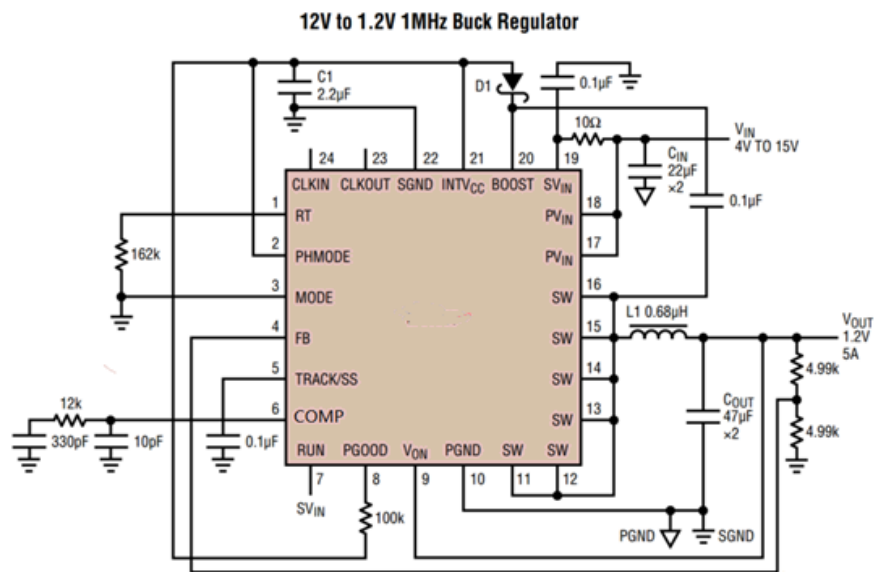 12V to 1.2V 1MHz Buck Regulator
C1
2.2µF
D1
0.1µF
10Ω
VIN
4V TO 15V
CIN
22µF
×2
0.1µF
24
23
22
21
20
19
CLKIN
CLKOUT
SGND
INTVCC
BOOST
SVIN
1
RT
18
PVIN
162k
2
PHMODE
17
PVIN
3
MODE
16
SW
4
FB
15
SW
L1 0.68µH
VOUT
1.2V
5A
5
TRACK/SS
14
SW
4.99k
12k
6
COMP
13
SW
COUT
47µF
×2
4.99k
330pF
10pF
0.1µF
RUN
PGOOD
VON
PGND
SW
SW
7
8
9
10
11
12
SVIN
100k
PGND
SGND